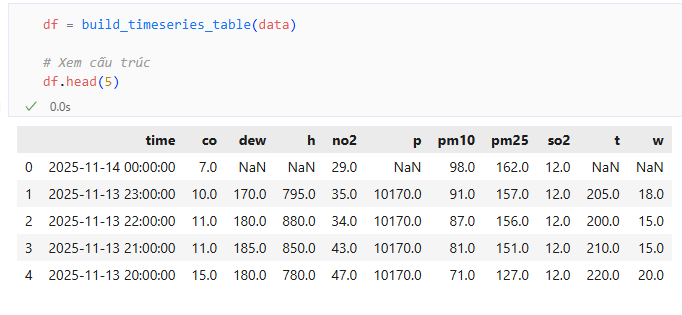 df = build_timeseries_table(data)
# Xem cấu trúc
df.head(5)
0.0s
time co dew h no2 p pm10 pm25 so2 t w
0 2025-11-14 00:00:00 7.0 NaN NaN 29.0 NaN 98.0 162.0 12.0 NaN NaN
1 2025-11-13 23:00:00 10.0 170.0 795.0 35.0 10170.0 91.0 157.0 12.0 205.0 18.0
2 2025-11-13 22:00:00 11.0 180.0 880.0 34.0 10170.0 87.0 156.0 12.0 200.0 15.0
3 2025-11-13 21:00:00 11.0 185.0 850.0 43.0 10170.0 81.0 151.0 12.0 210.0 15.0
4 2025-11-13 20:00:00 15.0 180.0 780.0 47.0 10170.0 71.0 127.0 12.0 220.0 20.0